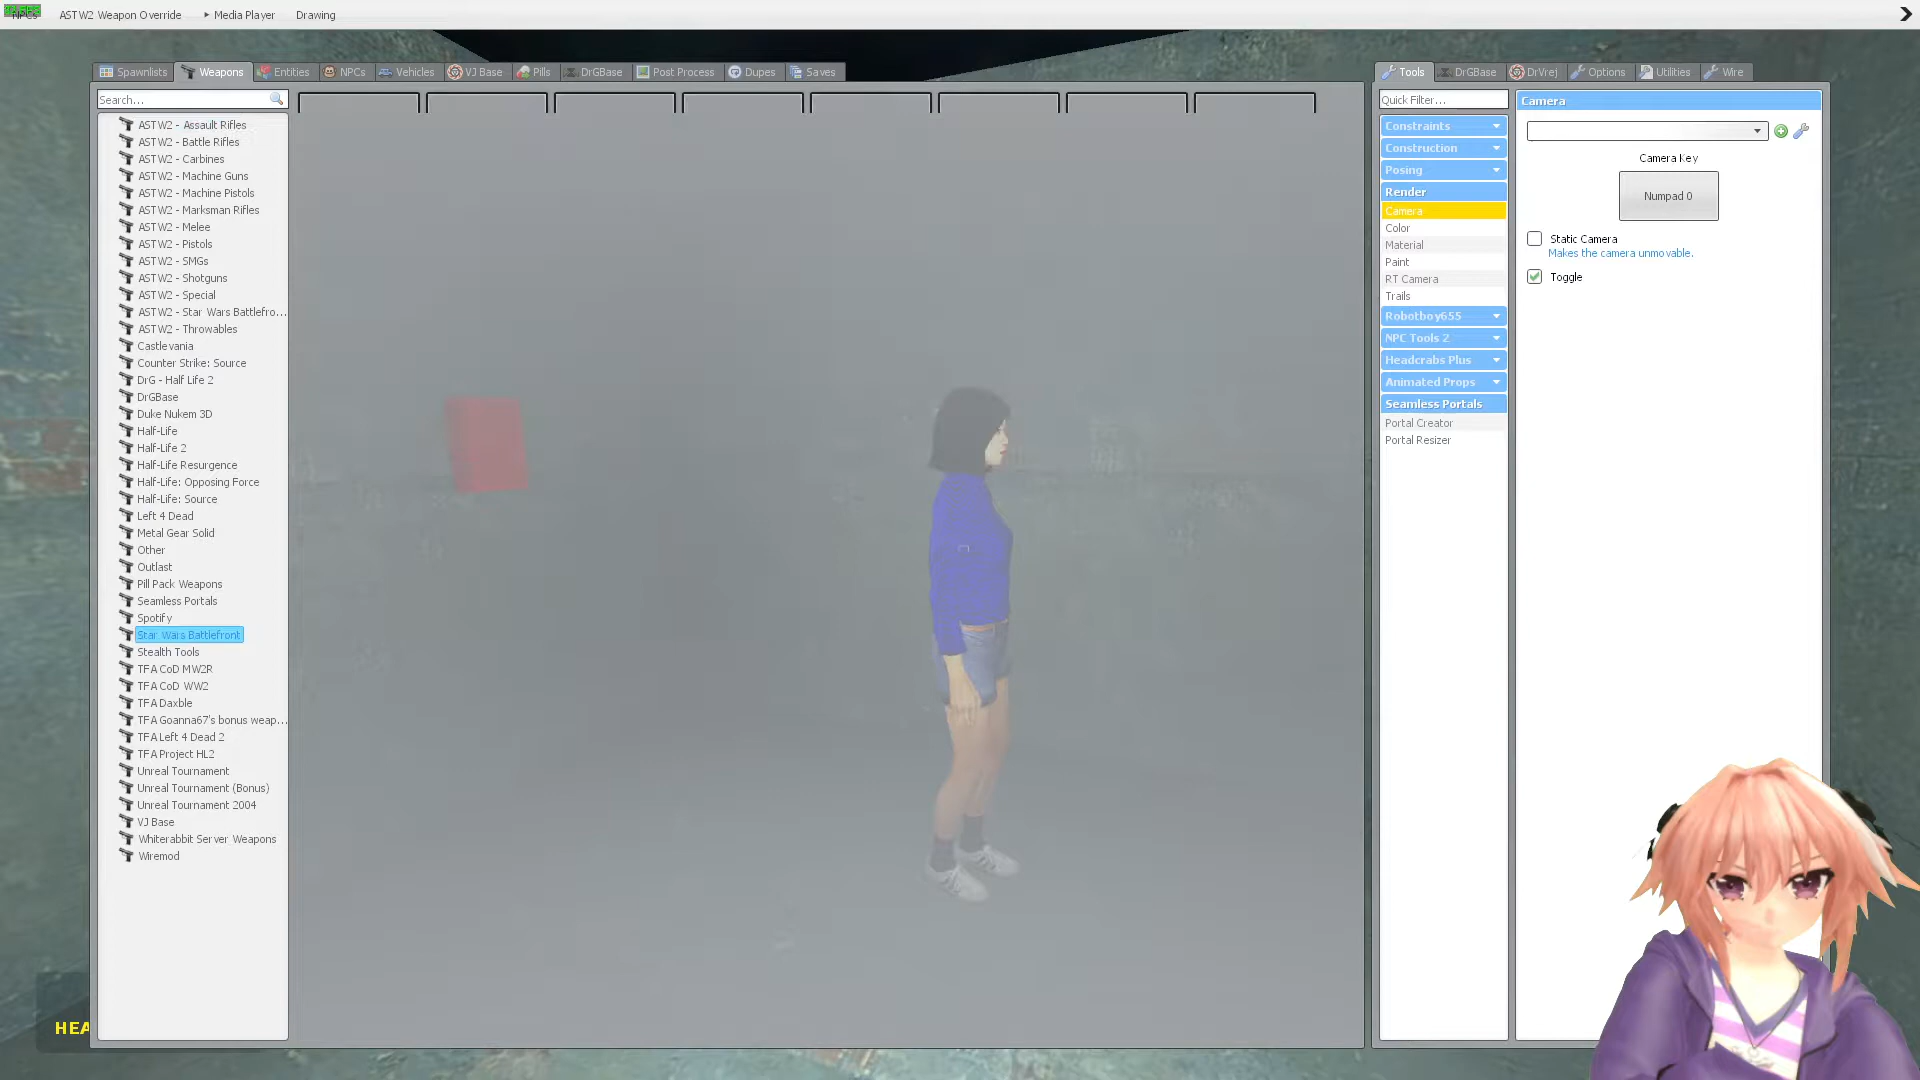 NPCs
ASTW2 Weapon Override
Media Player
Drawing
Spawnlists
Weapons
Entities
NPCs
Vehicles
VJ Base
Pills
DrGBase
Post Process
Dupes
Saves
Search...
ASTW2 - Assault Rifles
ASTW2 - Battle Rifles
ASTW2 - Carbines
ASTW2 - Machine Guns
ASTW2 - Machine Pistols
ASTW2 - Marksman Rifles
ASTW2 - Melee
ASTW2 - Pistols
ASTW2 - SMGs
ASTW2 - Shotguns
ASTW2 - Special
ASTW2 - Star Wars Battlefro...
ASTW2 - Throwables
Castlevania
Counter Strike: Source
DrG - Half Life 2
DrGBase
Duke Nukem 3D
Half-Life
Half-Life 2
Half-Life Resurgence
Half-Life: Opposing Force
Half-Life: Source
Left 4 Dead
Metal Gear Solid
Other
Outlast
Pill Pack Weapons
Seamless Portals
Spotify
Star Wars Battlefront
Stealth Tools
TFA CoD MW2R
TFA CoD WW2
TFA Daxble
TFA Goanna67's bonus weap...
TFA Left 4 Dead 2
TFA Project HL2
Unreal Tournament
Unreal Tournament (Bonus)
Unreal Tournament 2004
VJ Base
Whiterabbit Server Weapons
Wiremod
HEA
Tools
DrGBase
DrVrej
Options
Utilities
Wire
Quick Filter...
Constraints
Construction
Posing
Render
Camera
Color
Material
Paint
RT Camera
Trails
Robotboy655
NPC Tools 2
Headcrabs Plus
Animated Props
Seamless Portals
Portal Creator
Portal Resizer
Camera
Camera Key
Numpad 0
Static Camera
Makes the camera unmovable.
Toggle